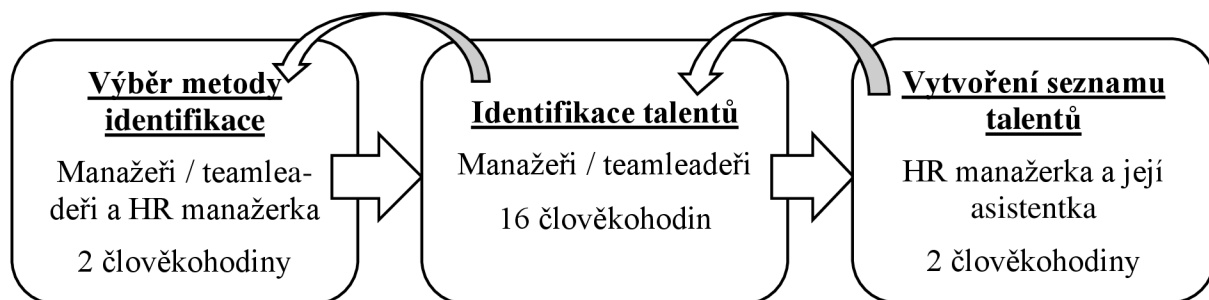 Výběr metody
identifikace
Manažeři / teamlea-
deři a HR manažerka
2 člověkohodiny
Identifikace talentů
Manažeři / teamleadeři
16 člověkohodin
Vytvoření seznamu
talentů
HR manažerka a její
asistentka
2 člověkohodiny